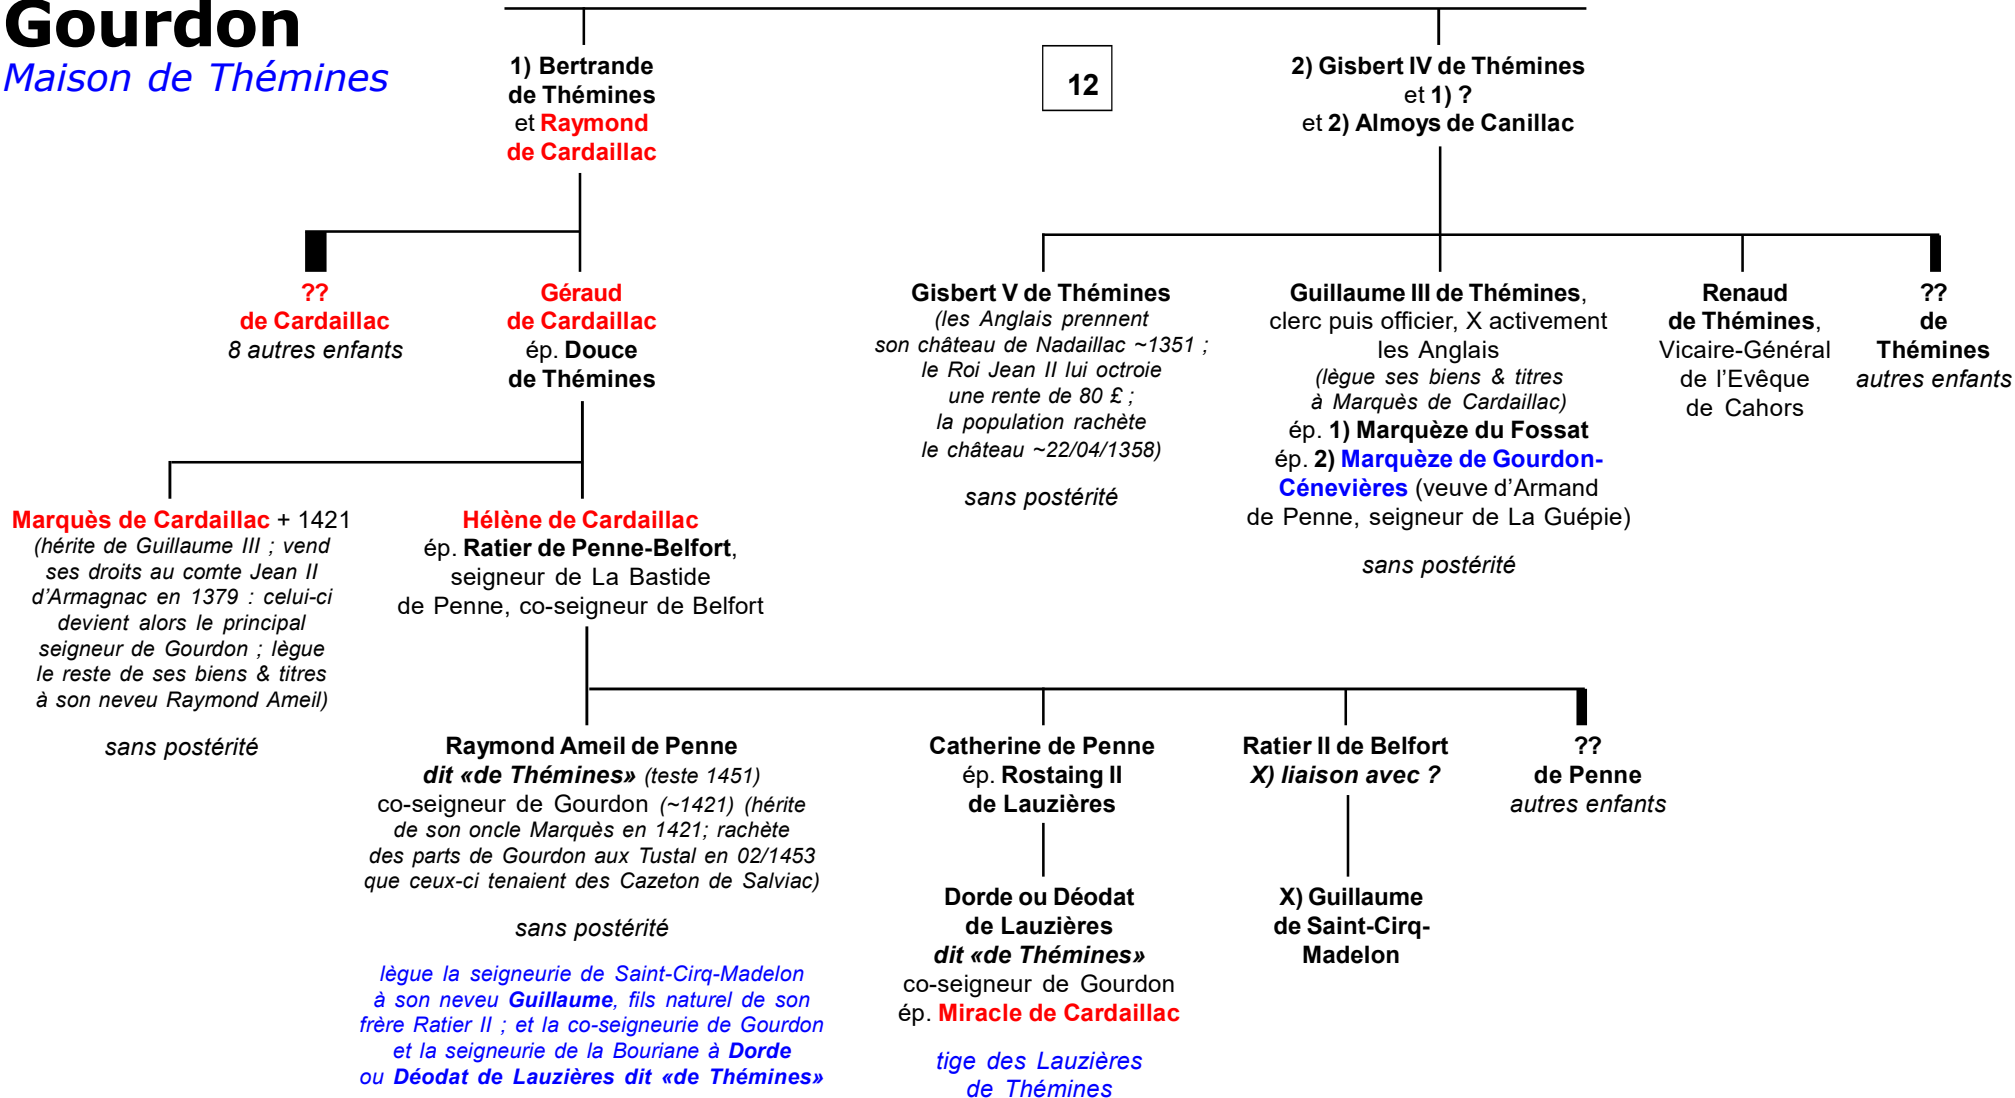 Gourdon
Maison de Thémines
1) Bertrande
de Thémines
et Raymond
de Cardaillac
12
2) Gisbert IV de Thémines
et 1) ?
et 2) Almoys de Canillac
??
de Cardaillac
8 autres enfants
Géraud
de Cardaillac
ép. Douce
de Thémines
Gisbert V de Thémines
(les Anglais prennent
son château de Nadaillac ~1351 ;
le Roi Jean II lui octroie
une rente de 80 £ ;
la population rachète
le château ~22/04/1358)
sans postérité
Guillaume III de Thémines,
clerc puis officier, X activement
les Anglais
(lègue ses biens & titres
à Marquès de Cardaillac)
ép. 1) Marquèze du Fossat
ép. 2) Marquèze de Gourdon-
Cénevières (veuve d'Armand
de Penne, seigneur de La Guépie)
sans postérité
Renaud
de Thémines,
Vicaire-Général
de l'Evêque
de Cahors
??
de
Thémines
autres enfants
Marquès de Cardaillac + 1421
(hérite de Guillaume III ; vend
ses droits au comte Jean II
d'Armagnac en 1379 : celui-ci
devient alors le principal
seigneur de Gourdon ; lègue
le reste de ses biens & titres
à son neveu Raymond Ameil)
sans postérité
Hélène de Cardaillac
ép. Ratier de Penne-Belfort,
seigneur de La Bastide
de Penne, co-seigneur de Belfort
Raymond Ameil de Penne
dit «de Thémines» (teste 1451)
co-seigneur de Gourdon (~1421) (hérite
de son oncle Marquès en 1421; rachète
des parts de Gourdon aux Tustal en 02/1453
que ceux-ci tenaient des Cazeton de Salviac)
sans postérité
lègue la seigneurie de Saint-Cirq-Madelon
à son neveu Guillaume, fils naturel de son
frère Ratier II ; et la co-seigneurie de Gourdon
et la seigneurie de la Bouriane à Dorde
ou Déodat de Lauzières dit «de Thémines»
Catherine de Penne
ép. Rostaing II
de Lauzières
Dorde ou Déodat
de Lauzières
dit «de Thémines»
co-seigneur de Gourdon
ép. Miracle de Cardaillac
tige des Lauzières
de Thémines
Ratier II de Belfort
X) liaison avec ?
X) Guillaume
de Saint-Cirq-
Madelon
??
de Penne
autres enfants